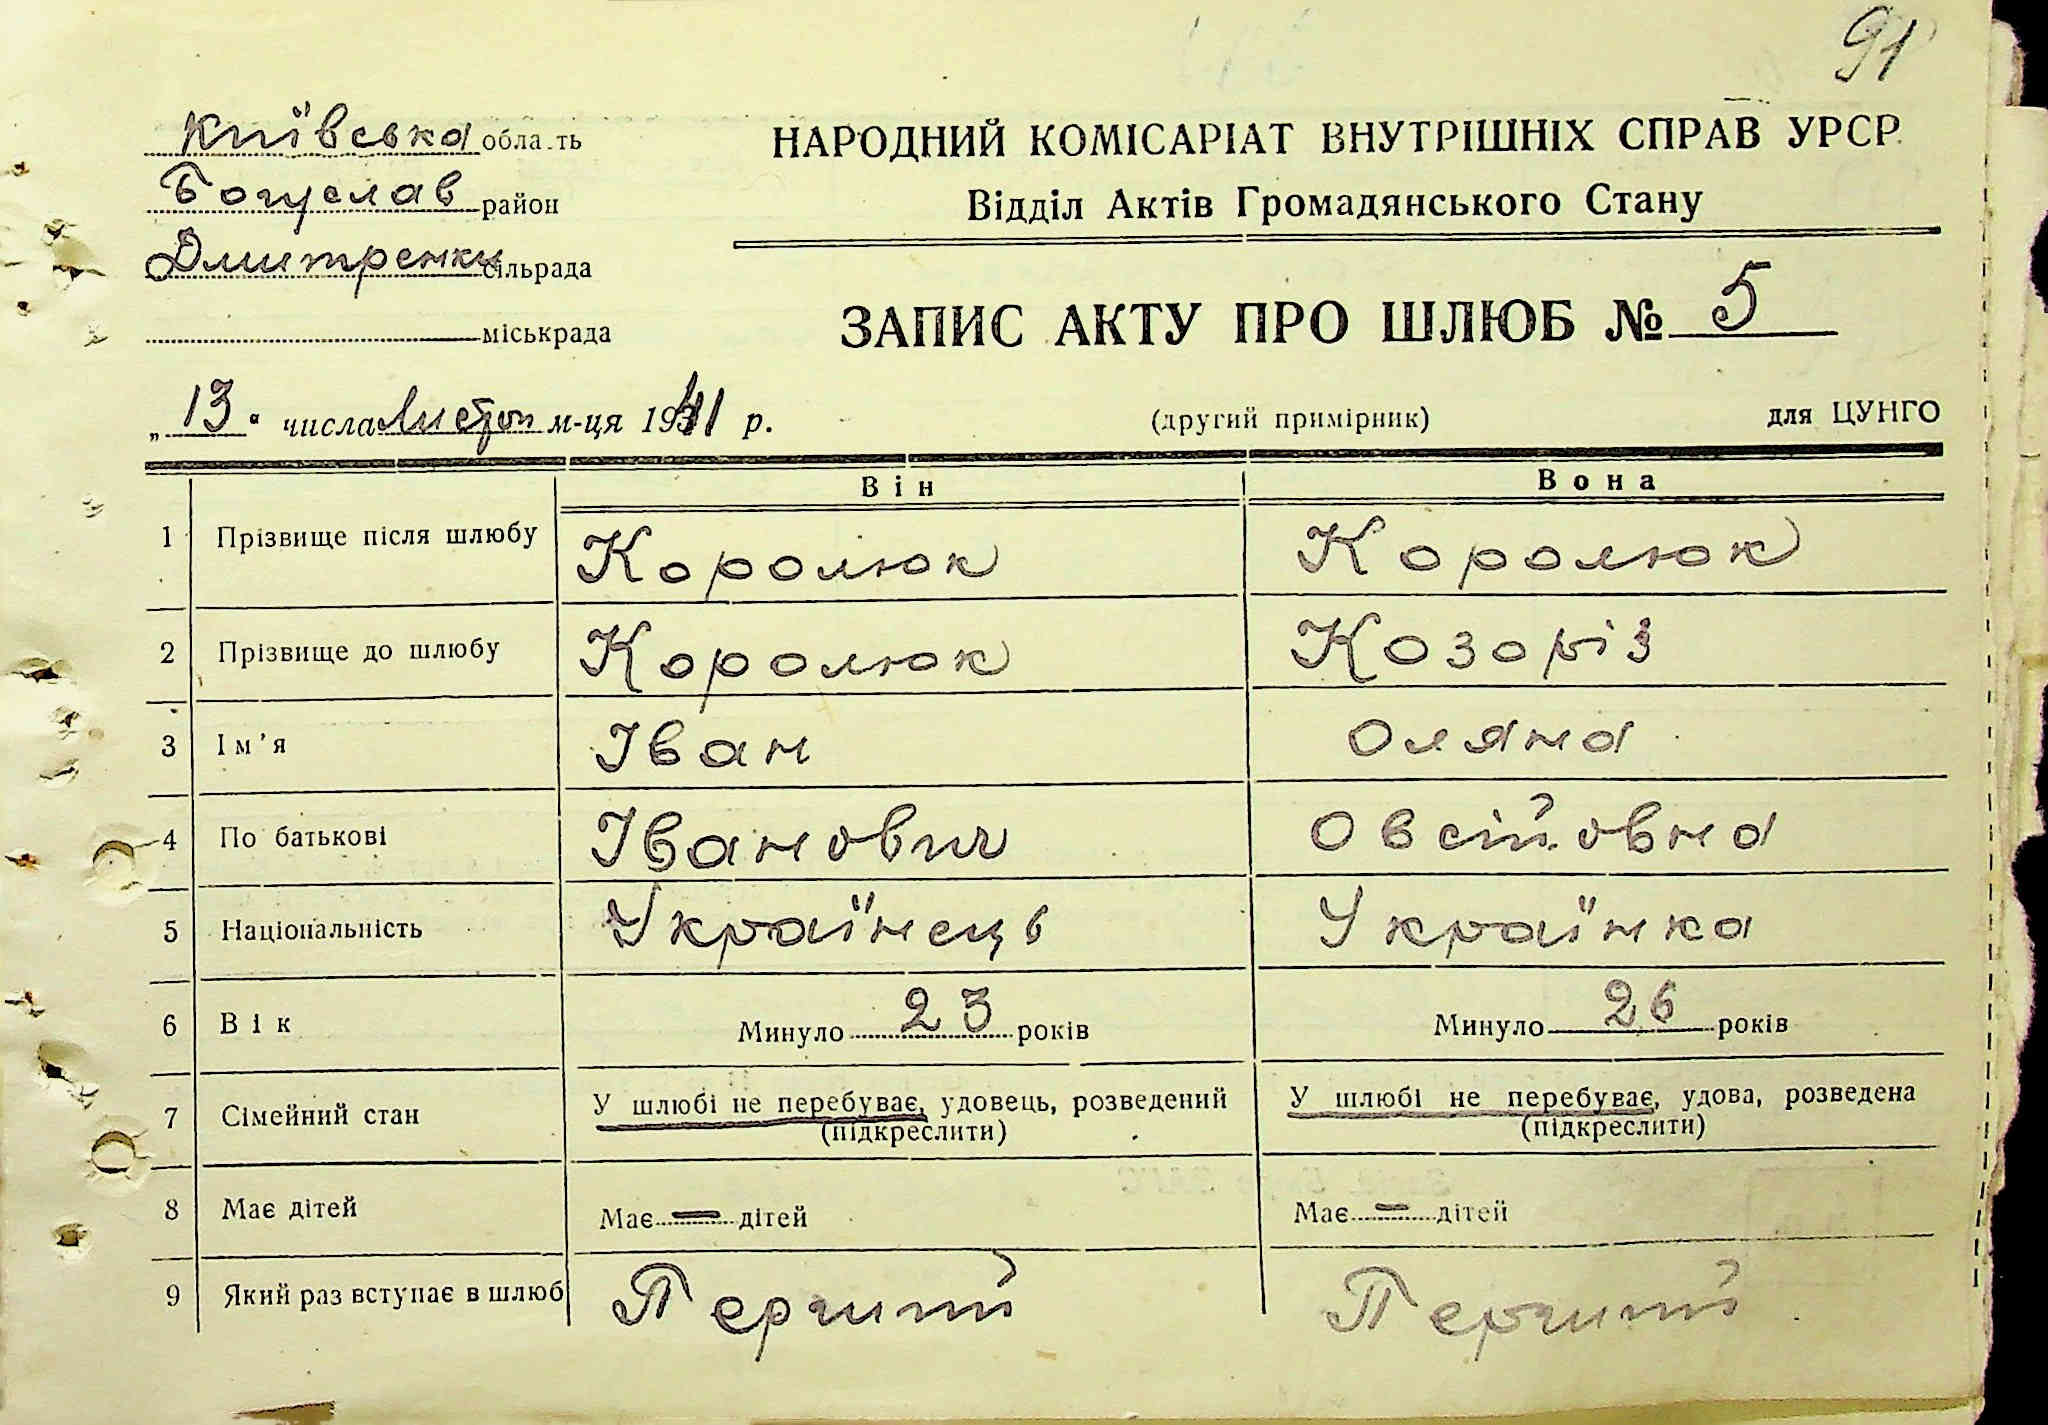 91
Київська область
НАРОДНИЙ КОМІСАРІАТ ВНУТРІШНІХ СПРАВ УРСР
Богуслав район
Відділ Актів Громадянського Стану
Дмитренки сільрада
міськрада
ЗАПИС АКТУ ПРО ШЛЮБ № 5
„ 13 " числа Листоп м-ця 1941 р.
(другий примірник)
для ЦУНГО
Він Вона
1 Прізвище після шлюбу Королюк Королюк
2 Прізвище до шлюбу Королюк Козоріз
3 Ім'я Іван Оляна
4 По батькові Іванович Овсійовна
5 Національність Українець Українка
6 Вік Минуло 23 років Минуло 26 років
7 Сімейний стан У шлюбі не перебуває, удовець, розведений У шлюбі не перебуває, удова, розведена
(підкреслити) (підкреслити)
8 Має дітей Має — дітей Має — дітей
9 Який раз вступає в шлюб Перший Перший